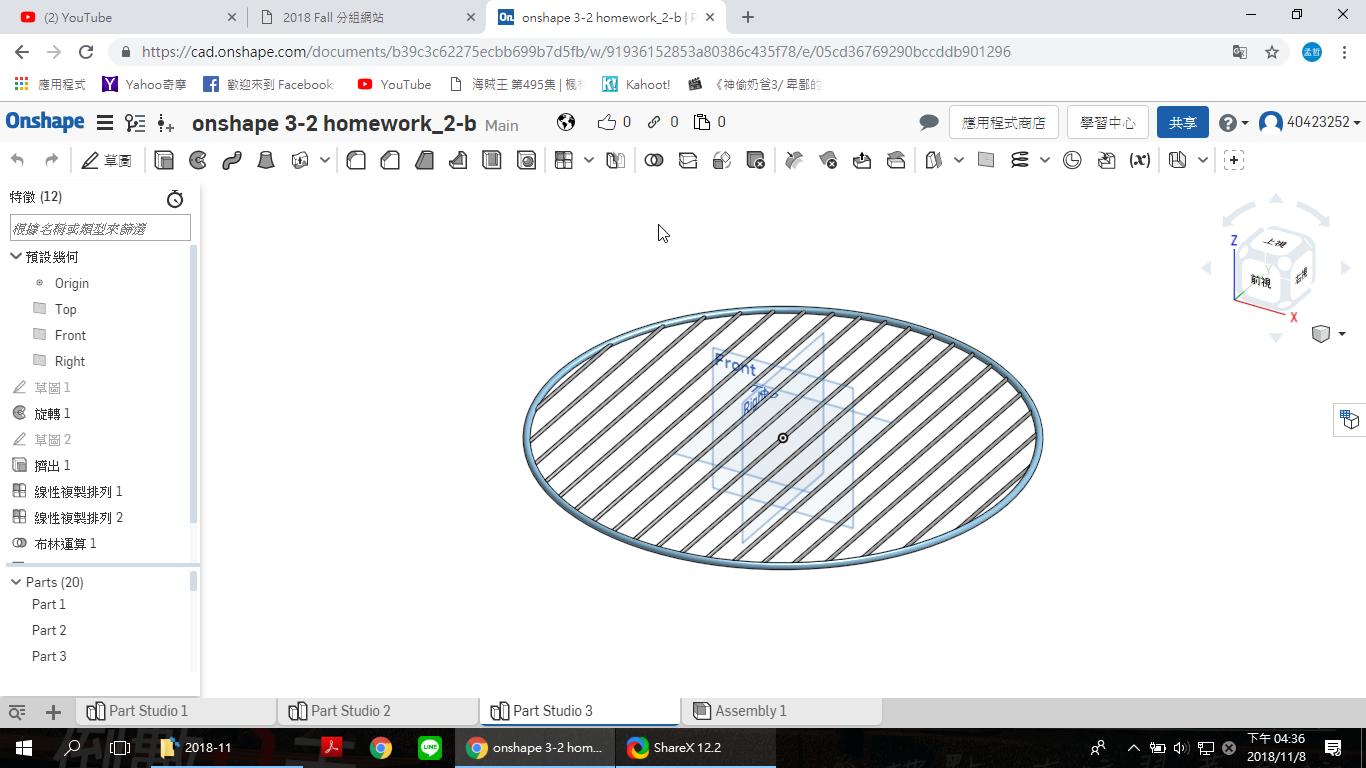 (2) YouTube
2018 Fall 分組網站
onshape 3-2 homework_2-b | P
https://cad.onshape.com/documents/b39c3c62275ecbb699b7d5fb/w/91936152853a80386c435f78/e/05cd36769290bccddb901296
孟哲
應用程式
Yahoo奇摩
歡迎來到 Facebook
YouTube
海賊王 第495集 | 楓林
Kahoot!
《神偷奶爸3/ 卑鄙的
Onshape
onshape 3-2 homework_2-b Main
0
0
0
應用程式商店
學習中心
共享
40423252
草圖
(x)
特徵 (12)
根據名稱或類型來篩選
預設幾何
Origin
Top
Front
Right
草圖 1
旋轉 1
草圖 2
擠出 1
線性複製排列 1
線性複製排列 2
布林運算 1
Parts (20)
Part 1
Part 2
Part 3
Front
Right
Z
上視
Y
前視
右視
X
Part Studio 1
Part Studio 2
Part Studio 3
Assembly 1
2018-11
LINE
onshape 3-2 hom...
ShareX 12.2
下午 04:36
2018/11/8